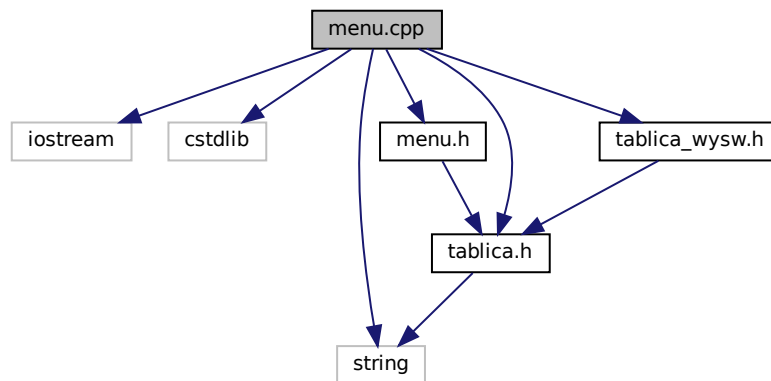 menu.cpp
iostream
cstdlib
menu.h
tablica_wysw.h
tablica.h
string